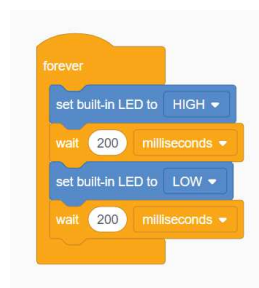 forever
set built-in LED to HIGH
wait 200 milliseconds
set built-in LED to LOW
wait 200 milliseconds